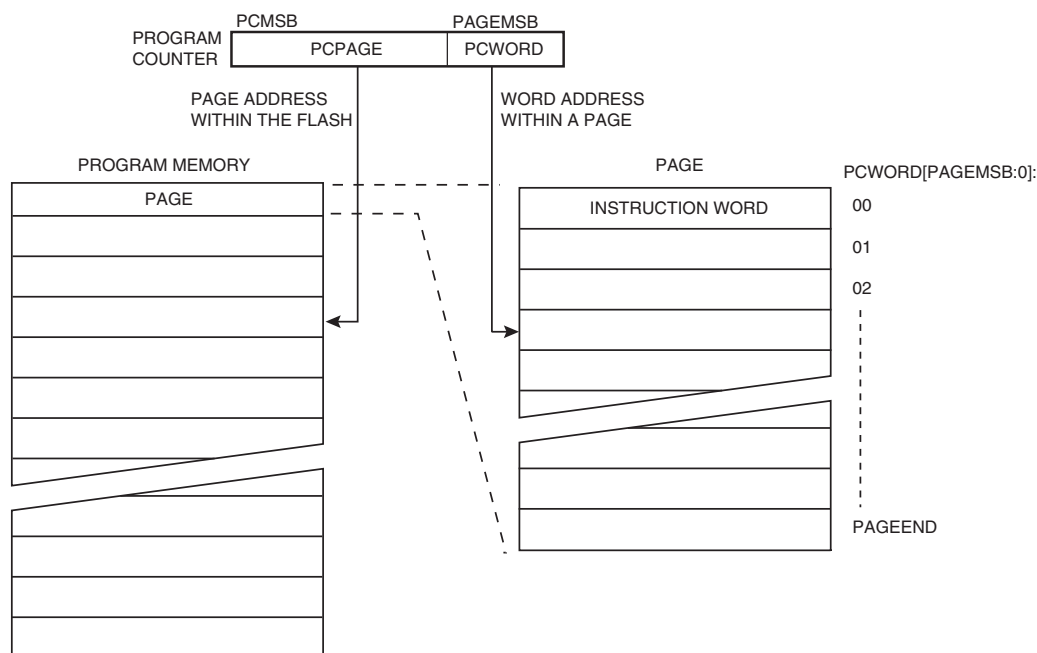 PCMSB PAGEMSB
PROGRAM
COUNTER
PCPAGE PCWORD
PAGE ADDRESS
WITHIN THE FLASH
WORD ADDRESS
WITHIN A PAGE
PROGRAM MEMORY
PAGE
PAGE
PCWORD[PAGEMSB:0]:
INSTRUCTION WORD
00
01
02
PAGEEND